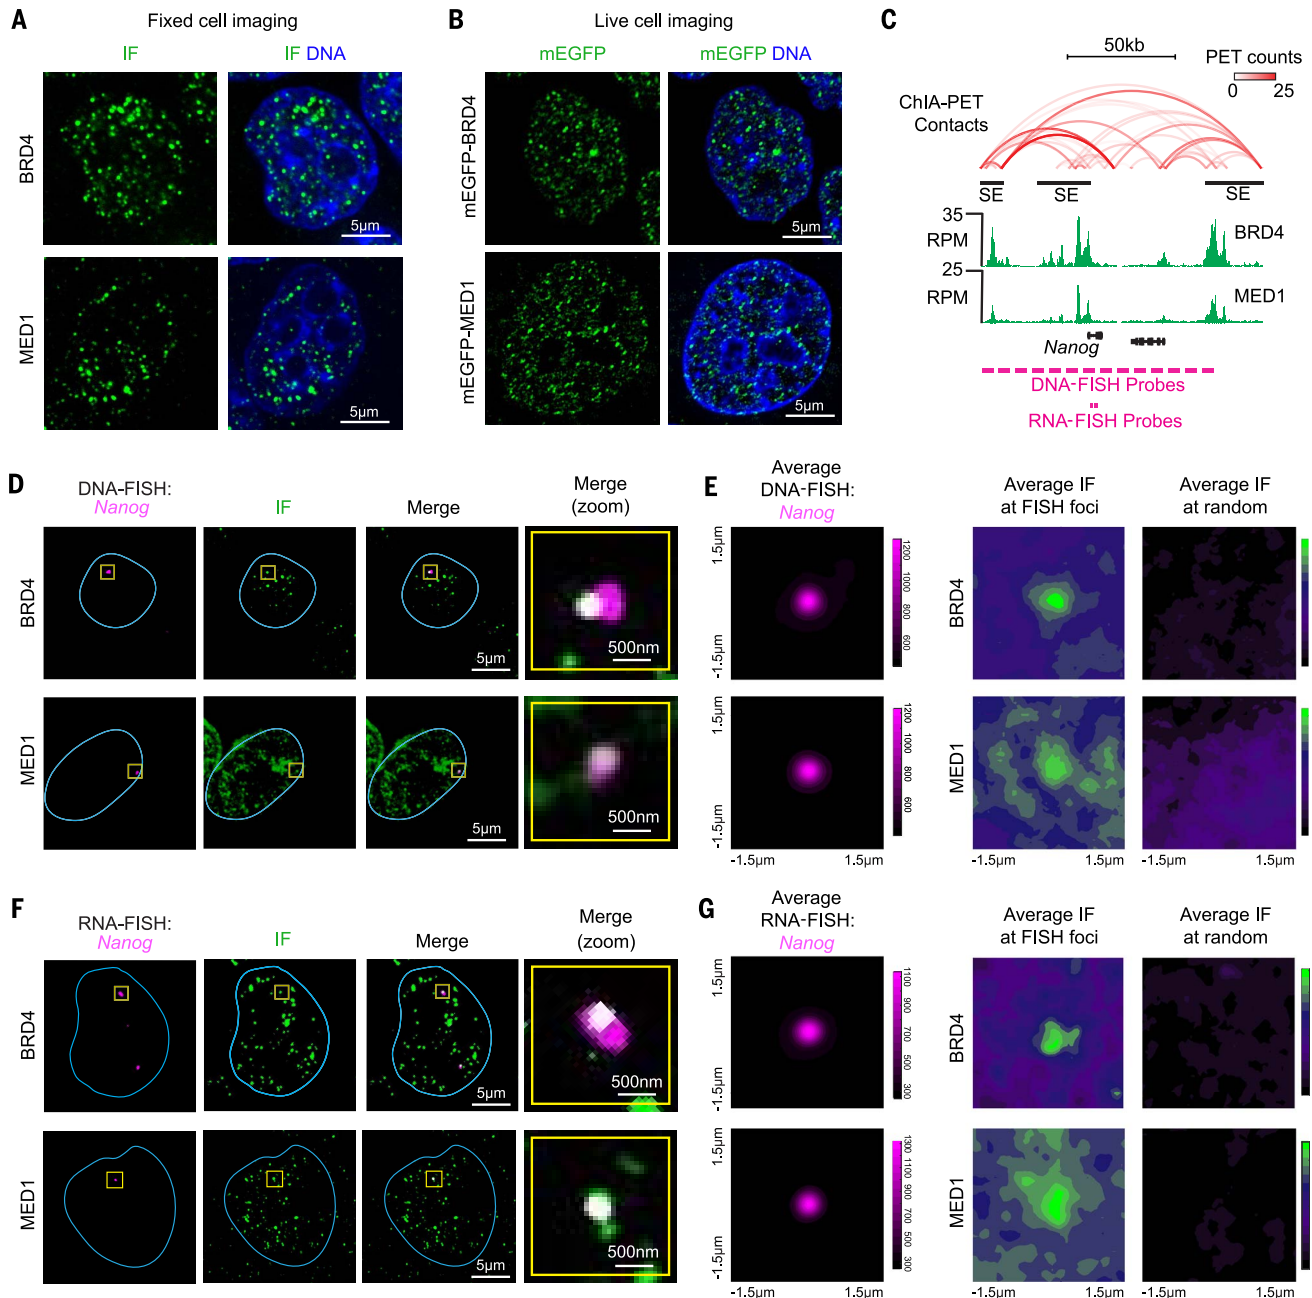 A
Fixed cell imaging
IF
IF DNA
BRD4
5µm
MED1
5µm
B
Live cell imaging
mEGFP
mEGFP DNA
mEGFP-BRD4
5µm
mEGFP-MED1
5µm
C
50kb
PET counts
0 25
ChIA-PET
Contacts
SE SE SE
35
RPM
BRD4
25
RPM
MED1
Nanog
DNA-FISH Probes
RNA-FISH Probes
D
DNA-FISH:
Nanog
IF
Merge
Merge
(zoom)
BRD4
5µm
500nm
MED1
5µm
500nm
E
Average
DNA-FISH:
Nanog
Average IF
at FISH foci
Average IF
at random
1.5µm
-1.5µm
1200
1000
800
600
BRD4
1.5µm
-1.5µm
1200
1000
800
600
MED1
-1.5µm 1.5µm
-1.5µm 1.5µm
F
RNA-FISH:
Nanog
IF
Merge
Merge
(zoom)
BRD4
5µm
500nm
MED1
5µm
500nm
G
Average
RNA-FISH:
Nanog
Average IF
at FISH foci
Average IF
at random
1.5µm
-1.5µm
1100
900
700
500
300
BRD4
1.5µm
-1.5µm
1300
1100
900
700
500
300
MED1
-1.5µm 1.5µm
-1.5µm 1.5µm